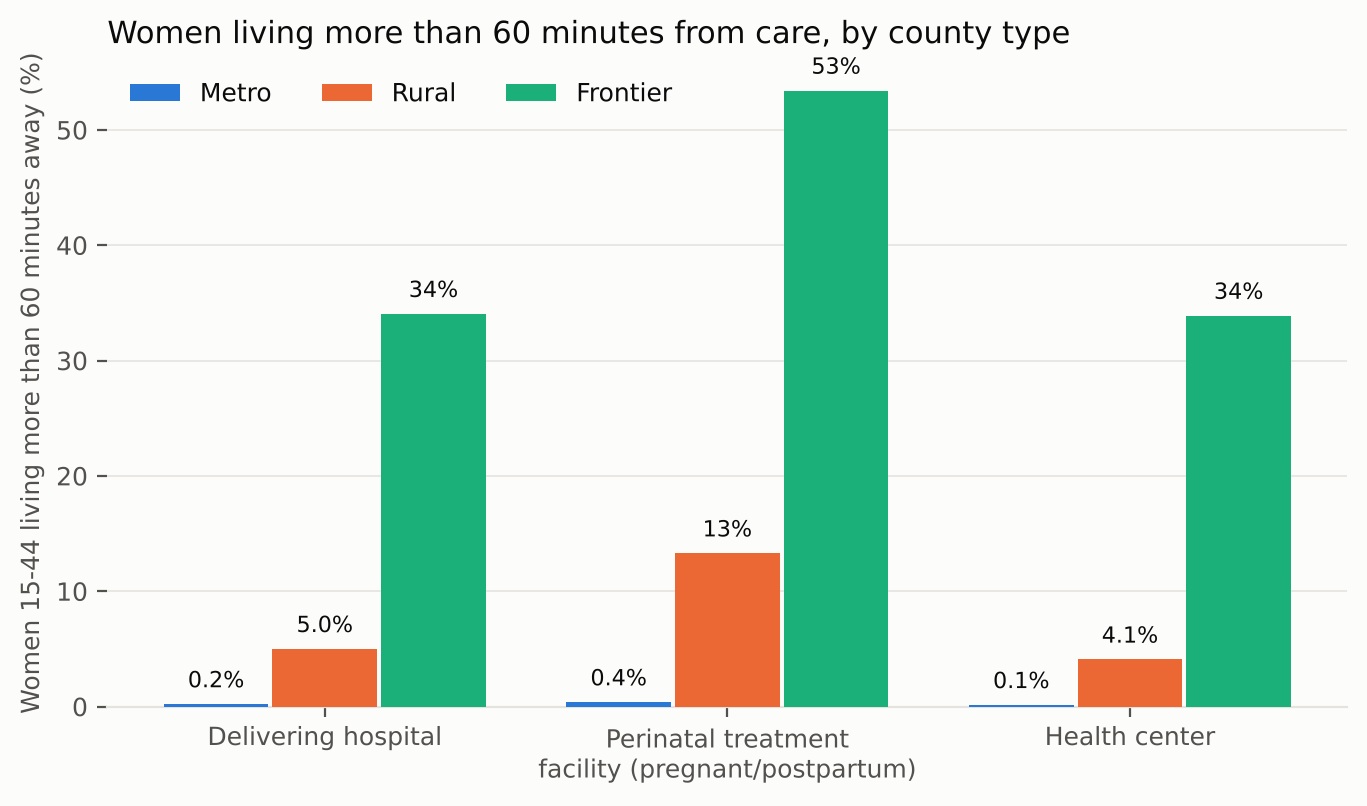 Women living more than 60 minutes from care, by county type
Metro
Rural
Frontier
Women 15-44 living more than 60 minutes away (%)
50
40
30
20
10
0
0.2%
5.0%
34%
0.4%
13%
53%
0.1%
4.1%
34%
Delivering hospital
Perinatal treatment
facility (pregnant/postpartum)
Health center